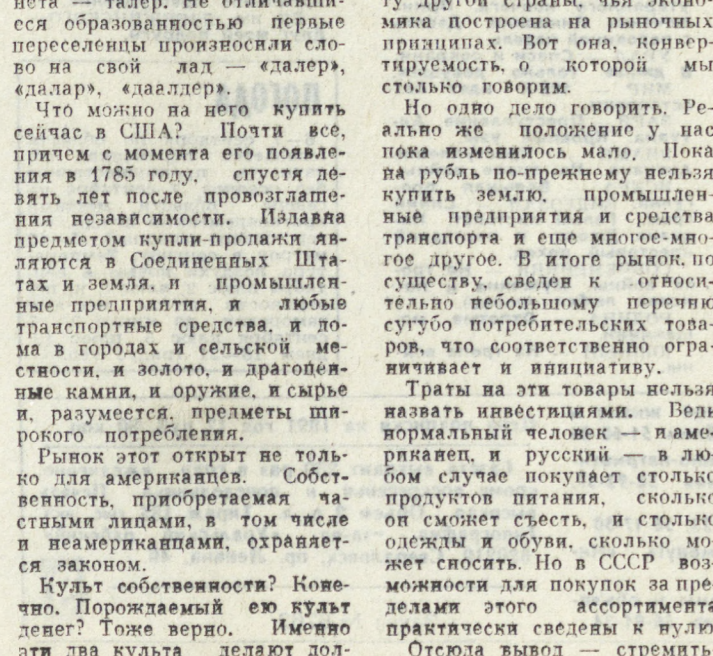 нета — талер. Не отличавши-
еся образованностью первые
переселенцы произносили сло-
во на свой лад — «далер»,
«далар», «даалдер».
Что можно на него купить
сейчас в США? Почти все,
причем с момента его появле-
ния в 1785 году, спустя де-
вять лет после провозглаше-
ния независимости. Издавна
предметом купли-продажи яв-
ляются в Соединенных Шта-
тах и земля, и промышлен-
ные предприятия, и любые
транспортные средства, и до-
ма в городах и сельской ме-
стности, и золото, и драгоцен-
ные камни, и оружие, и сырье
и, разумеется, предметы ши-
рокого потребления.
Рынок этот открыт не толь-
ко для американцев. Собст-
венность, приобретаемая ча-
стными лицами, в том числе
и неамериканцами, охраняет-
ся законом.
Культ собственности? Коне-
чно. Порождаемый ею культ
денег? Тоже верно. Именно
эти два культа делают дол-
ту другой страны, чья эконо-
мика построена на рыночных
принципах. Вот она, конвер-
тируемость, о которой мы
столько говорим.
Но одно дело говорить. Ре-
ально же положение у нас
пока изменилось мало. Пока
на рубль по-прежнему нельзя
купить землю, промышлен-
ные предприятия и средства
транспорта и еще многое-мно-
гое другое. В итоге рынок, по
существу, сведен к относи-
тельно небольшому перечню
сугубо потребительских това-
ров, что соответственно огра-
ничивает и инициативу.
Траты на эти товары нельзя
назвать инвестициями. Ведь
нормальный человек — и аме-
риканец, и русский — в лю-
бом случае покупает столько
продуктов питания, сколько
он сможет съесть, и столько
одежды и обуви, сколько мо-
жет сносить. Но в СССР воз-
можности для покупок за пре-
делами этого ассортимента
практически сведены к нулю
Отсюда вывод — стремить-